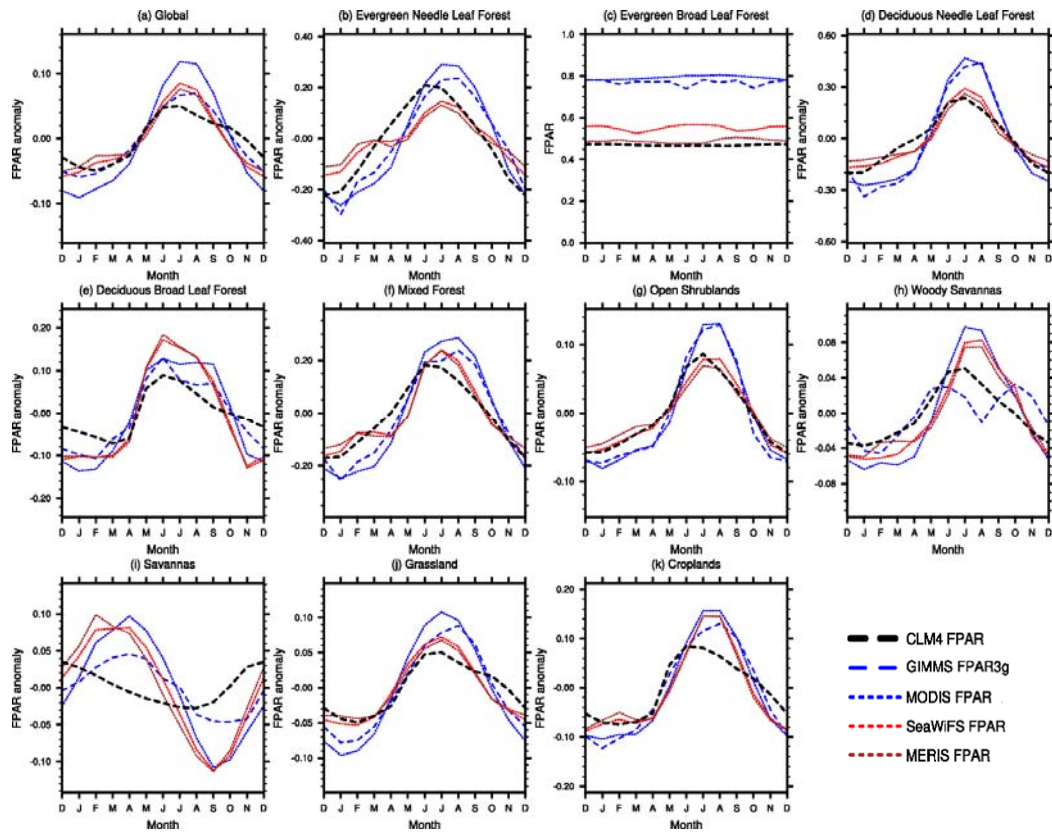 (a) Global
(b) Evergreen Needle Leaf Forest
(c) Evergreen Broad Leaf Forest
(d) Deciduous Needle Leaf Forest
FPAR anomaly
0.10
0.00
-0.10
D J F M A M J J A S O N D
Month
FPAR anomaly
0.40
0.20
-0.00
-0.20
-0.40
D J F M A M J J A S O N D
Month
FPAR
1.0
0.8
0.6
0.4
0.2
0.0
D J F M A M J J A S O N D
Month
FPAR anomaly
0.60
0.30
0.00
-0.30
-0.60
D J F M A M J J A S O N D
Month
(e) Deciduous Broad Leaf Forest
(f) Mixed Forest
(g) Open Shrublands
(h) Woody Savannas
FPAR anomaly
0.20
0.10
-0.00
-0.10
-0.20
D J F M A M J J A S O N D
Month
FPAR anomaly
0.20
0.00
-0.20
D J F M A M J J A S O N D
Month
FPAR anomaly
0.10
0.00
-0.10
D J F M A M J J A S O N D
Month
FPAR anomaly
0.08
0.04
-0.00
-0.04
-0.08
D J F M A M J J A S O N D
Month
(i) Savannas
(j) Grassland
(k) Croplands
FPAR anomaly
0.10
0.05
-0.00
-0.05
-0.10
D J F M A M J J A S O N D
Month
FPAR anomaly
0.10
0.05
-0.00
-0.05
-0.10
D J F M A M J J A S O N D
Month
FPAR anomaly
0.20
0.10
-0.00
-0.10
-0.20
D J F M A M J J A S O N D
Month
CLM4 FPAR
GIMMS FPAR3g
MODIS FPAR
SeaWiFS FPAR
MERIS FPAR